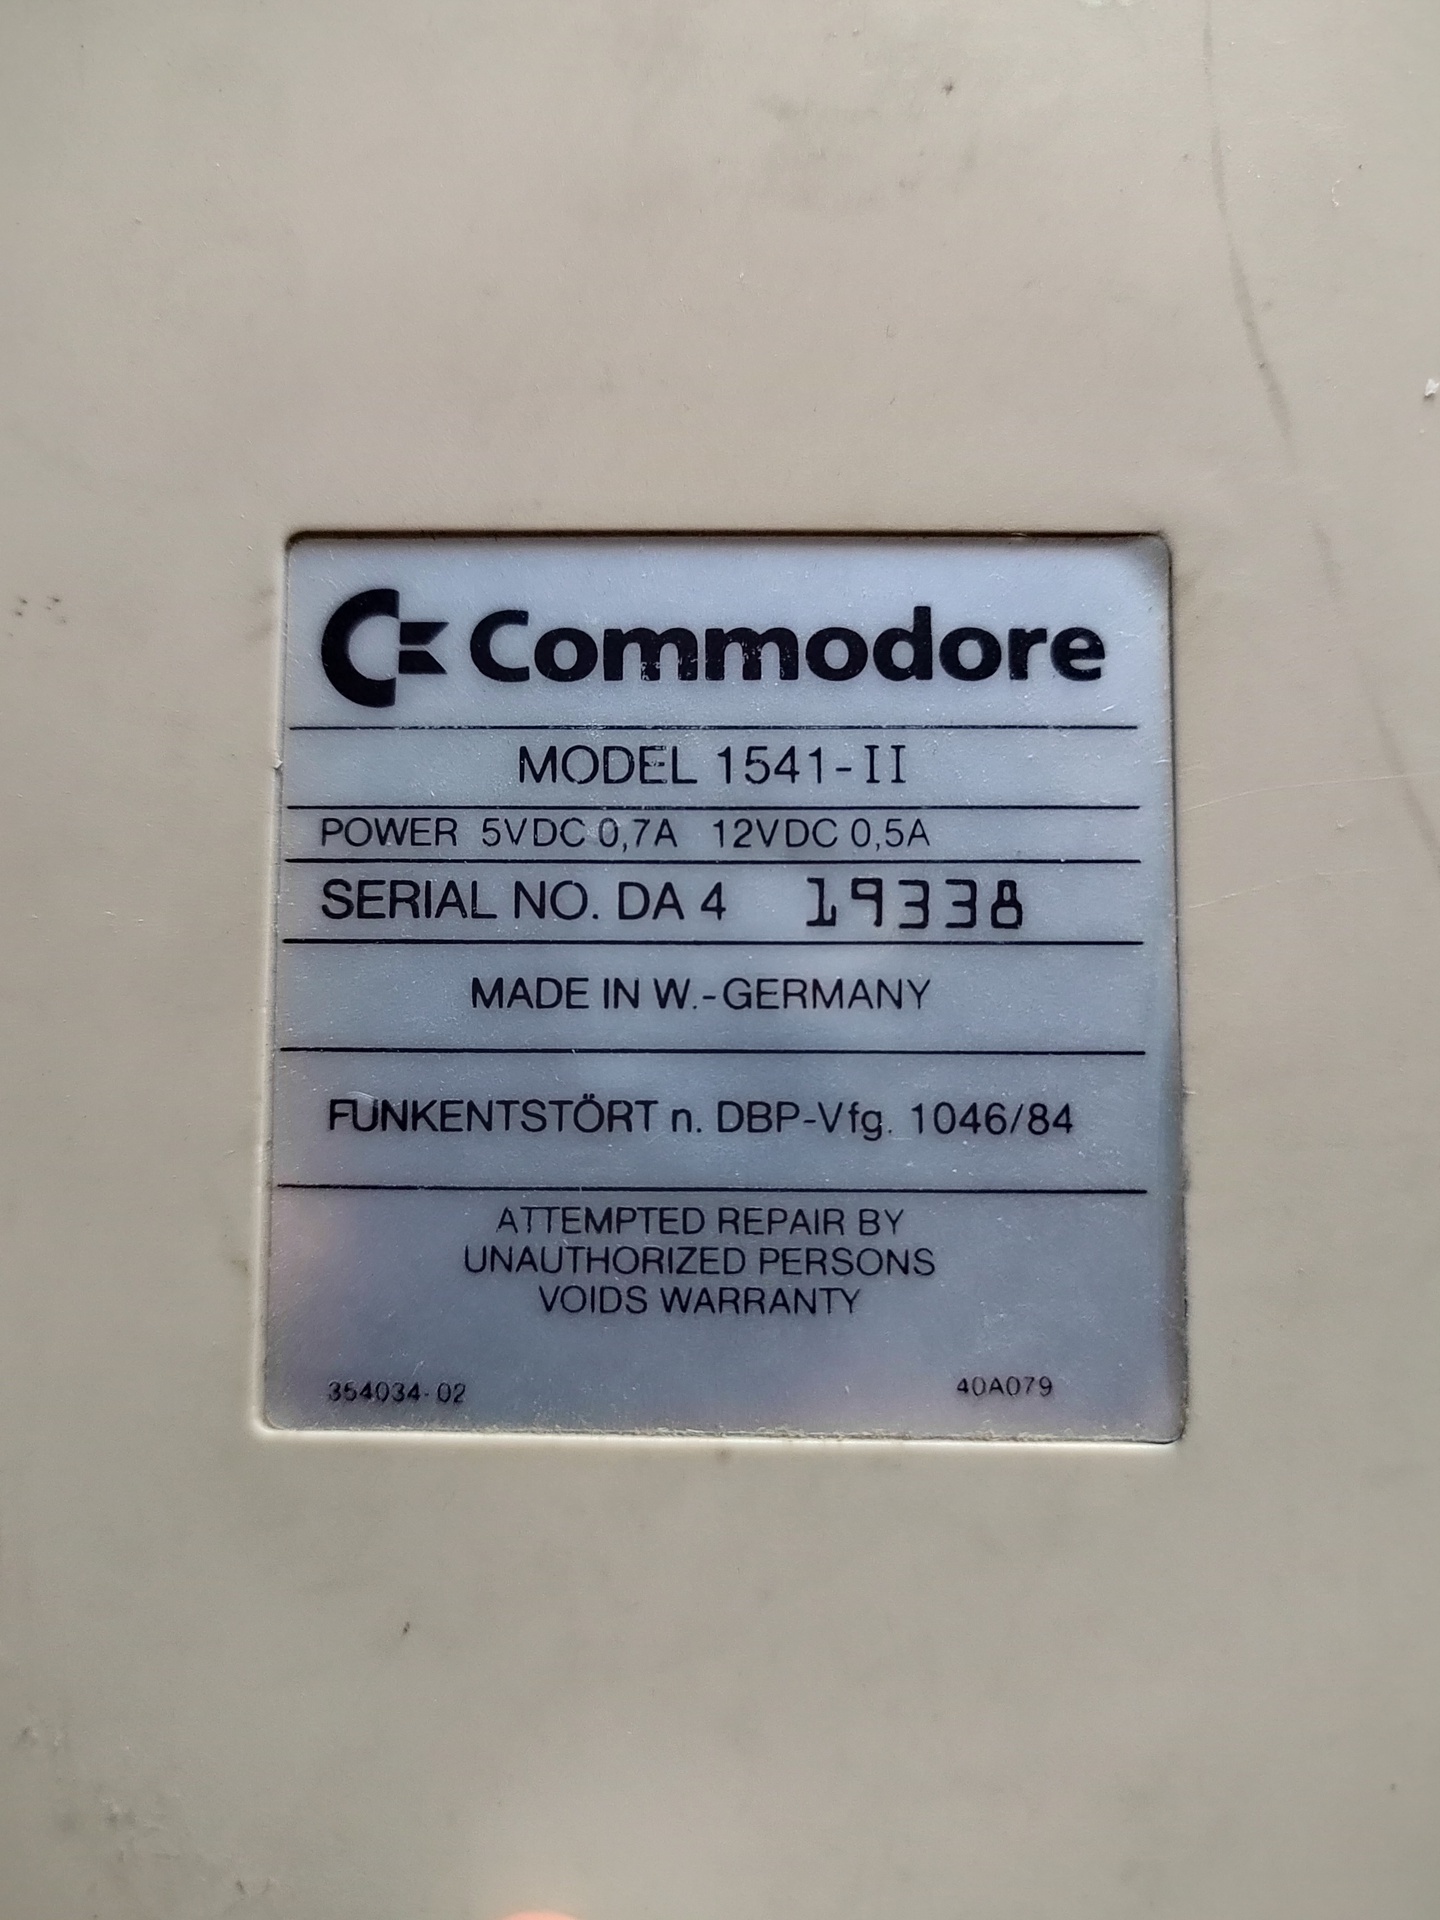 Commodore
MODEL 1541-II
POWER 5VDC 0,7A 12VDC 0,5A
SERIAL NO. DA 4 19338
MADE IN W.-GERMANY
FUNKENTSTÖRT n. DBP-Vfg. 1046/84
ATTEMPTED REPAIR BY
UNAUTHORIZED PERSONS
VOIDS WARRANTY
354034-02 40A079